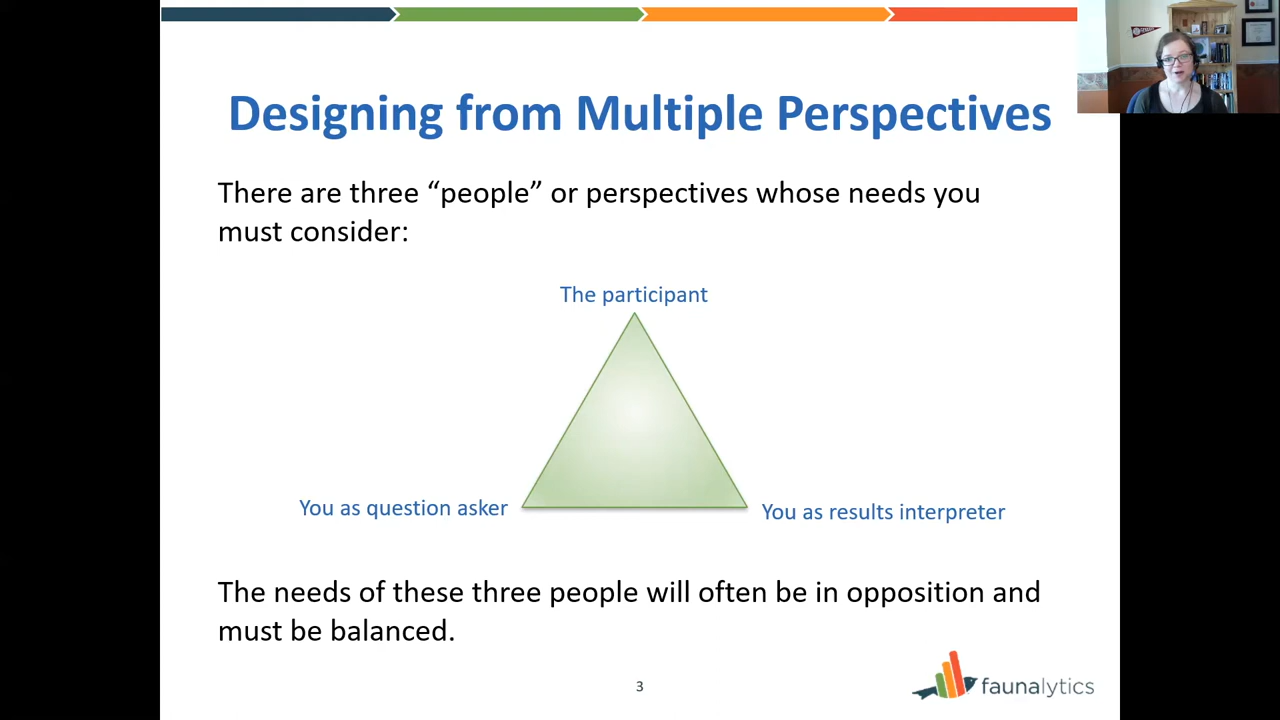 Designing from Multiple Perspectives
There are three “people” or perspectives whose needs you
must consider:
The participant
You as question asker
You as results interpreter
The needs of these three people will often be in opposition and
must be balanced.
3
faunalytics